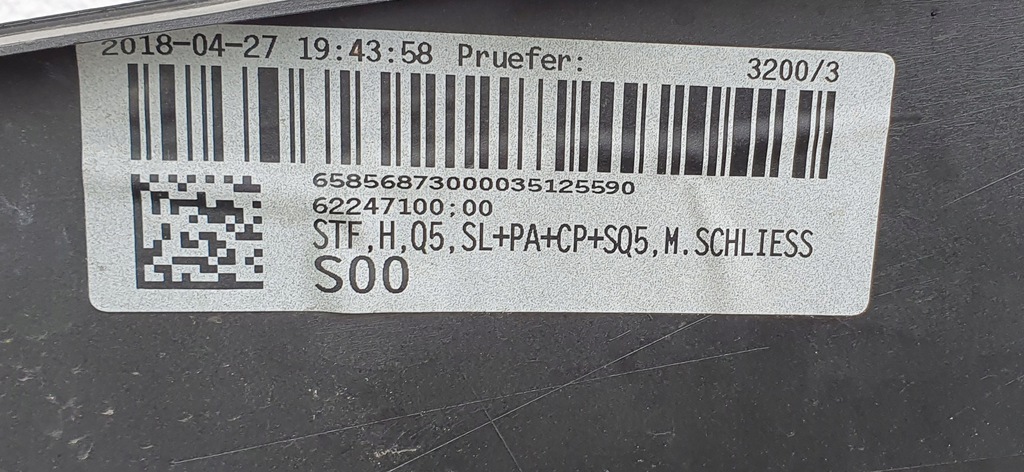 2018-04-27 19:43:58 Pruefer: 3200/3
65856873000035125590
62247100;00
STF,H,Q5,SL+PA+CP+SQ5,M.SCHLIESS
S00